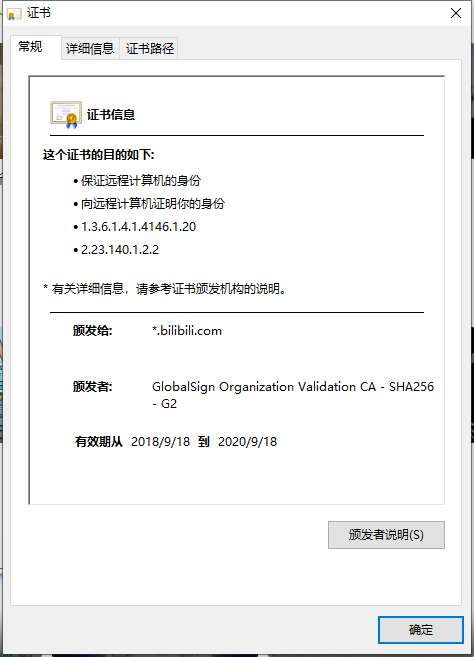 证书
常规
详细信息
证书路径
证书信息
这个证书的目的如下:
• 保证远程计算机的身份
• 向远程计算机证明你的身份
• 1.3.6.1.4.1.4146.1.20
• 2.23.140.1.2.2
* 有关详细信息，请参考证书颁发机构的说明。
颁发给: *.bilibili.com
颁发者: GlobalSign Organization Validation CA - SHA256
- G2
有效期从 2018/9/18 到 2020/9/18
颁发者说明(S)
确定